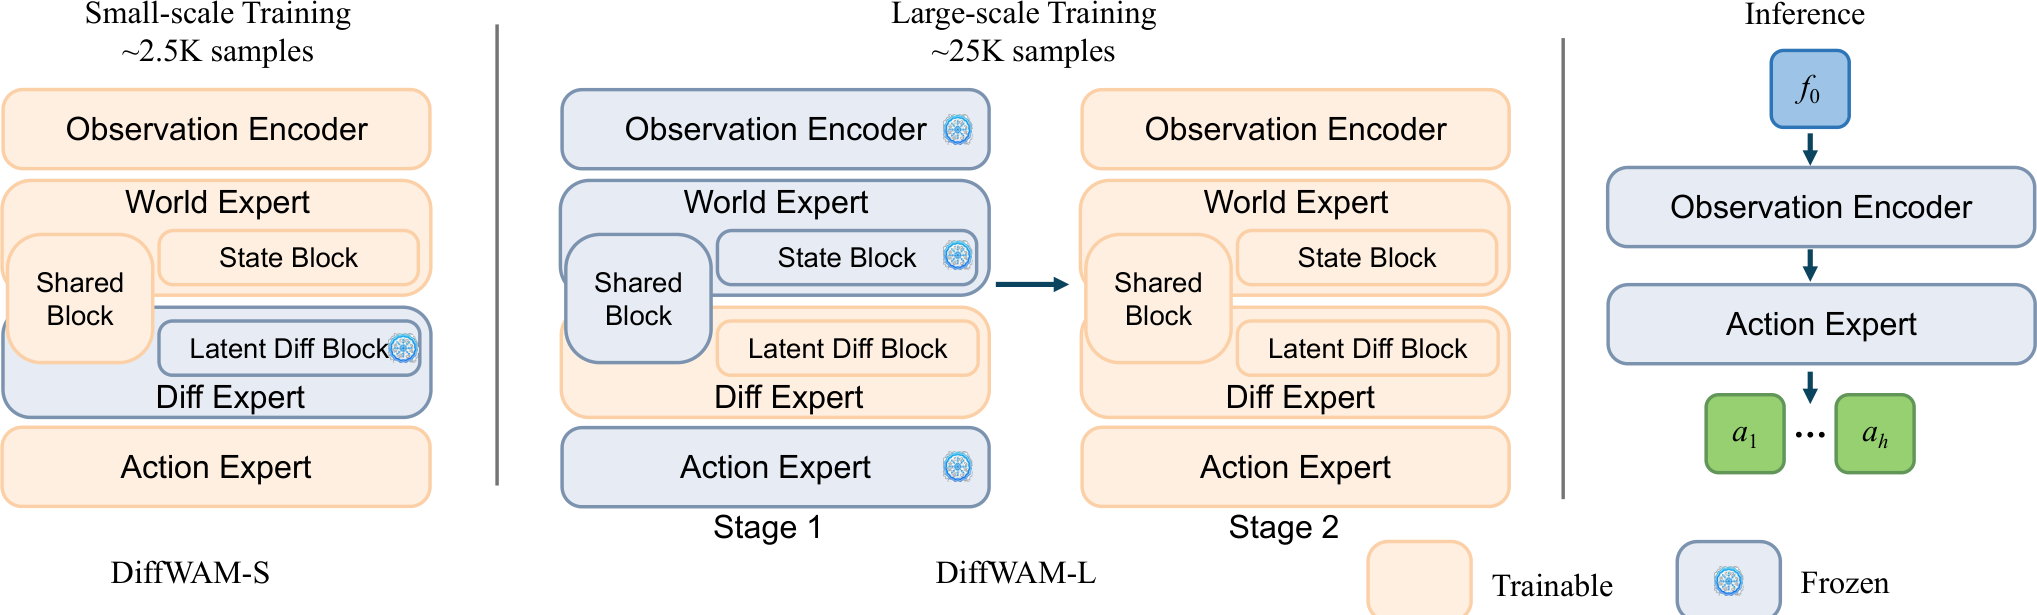 Small-scale Training
~2.5K samples
Observation Encoder
World Expert
State Block
Shared
Block
Latent Diff Block
Diff Expert
Action Expert
DiffWAM-S
Large-scale Training
~25K samples
Observation Encoder
World Expert
State Block
Shared
Block
Latent Diff Block
Diff Expert
Action Expert
Stage 1
Observation Encoder
World Expert
State Block
Shared
Block
Latent Diff Block
Diff Expert
Action Expert
Stage 2
DiffWAM-L
Inference
f0
Observation Encoder
Action Expert
a1 ... ah
Trainable
Frozen